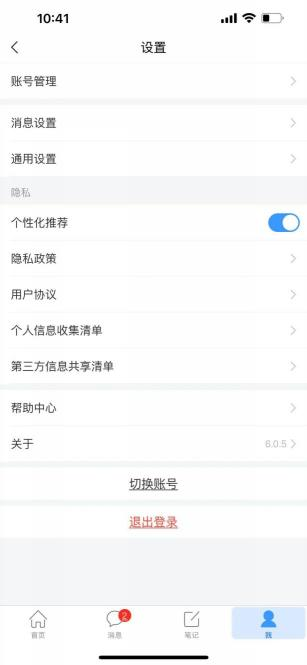 10:41
设置
账号管理
消息设置
通用设置
隐私
个性化推荐
隐私政策
用户协议
个人信息收集清单
第三方信息共享清单
帮助中心
关于 6.0.5
切换账号
退出登录
2
首页 消息 笔记 我